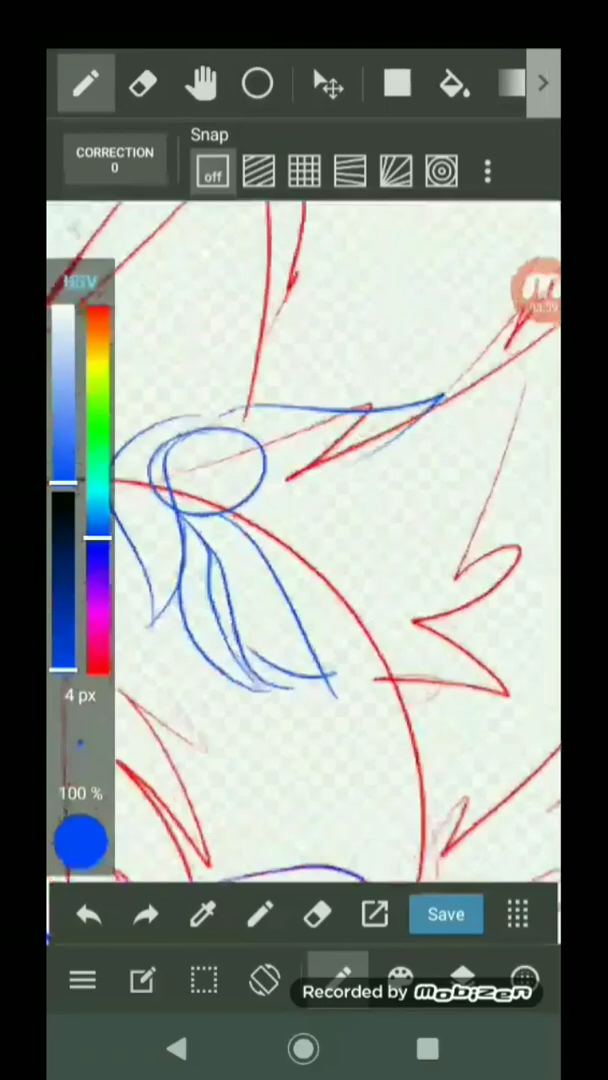 Snap
CORRECTION
0
off
HSV
4 px
100 %
Save
Recorded by mobizen